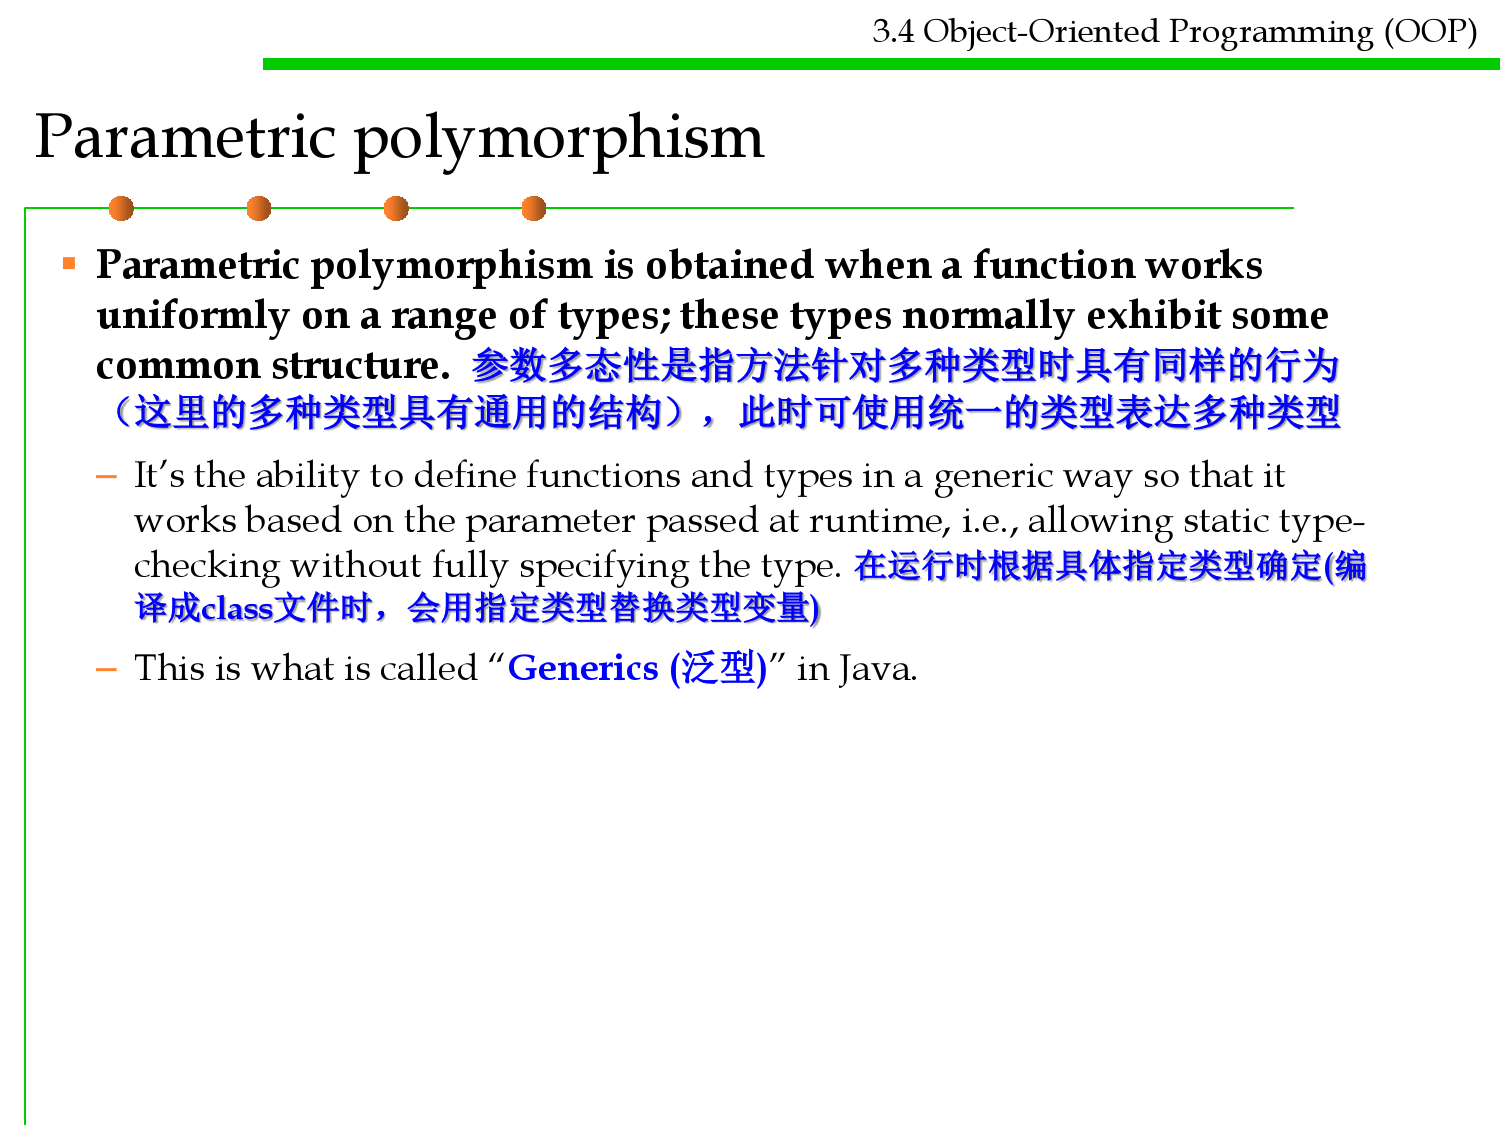 3.4 Object-Oriented Programming (OOP)
Parametric polymorphism
▪ Parametric polymorphism is obtained when a function works
uniformly on a range of types; these types normally exhibit some
common structure. 参数多态性是指方法针对多种类型时具有同样的行为
（这里的多种类型具有通用的结构），此时可使用统一的类型表达多种类型
– It’s the ability to define functions and types in a generic way so that it
works based on the parameter passed at runtime, i.e., allowing static type-
checking without fully specifying the type. 在运行时根据具体指定类型确定(编
译成class文件时，会用指定类型替换类型变量)
– This is what is called “Generics (泛型)” in Java.